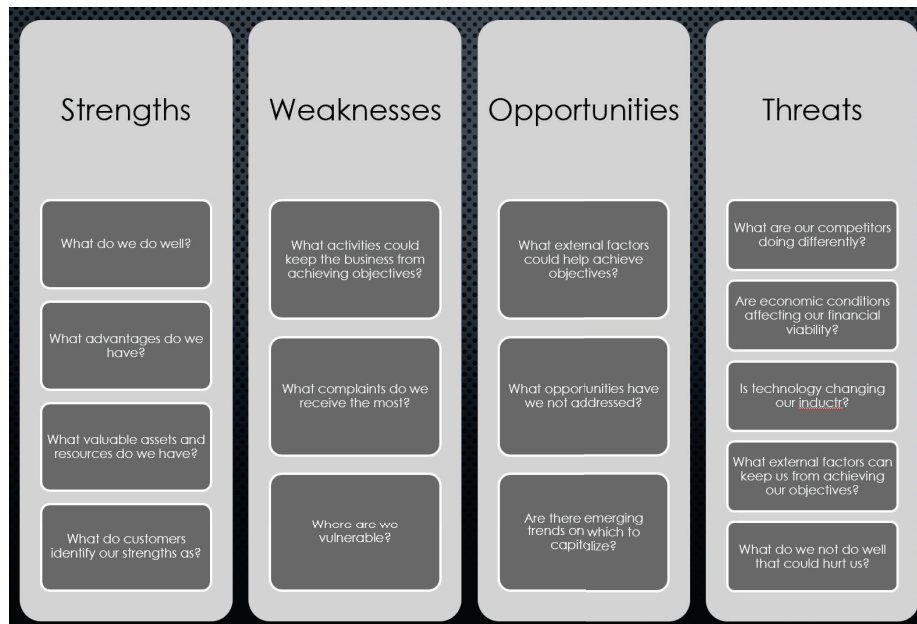 Strengths
What do we do well?
What advantages do we
have?
What valuable assets and
resources do we have?
What do customers
identify our strengths as?
Weaknesses
What activities could
keep the business from
achieving objectives?
What complaints do we
receive the most?
Where are we
vulnerable?
Opportunities
What external factors
could help achieve
objectives?
What opportunities have
we not addressed?
Are there emerging
trends on which to
capitalize?
Threats
What are our competitors
doing differently?
Are economic conditions
affecting our financial
viability?
Is technology changing
our inductr?
What external factors can
keep us from achieving
our objectives?
What do we not do well
that could hurt us?